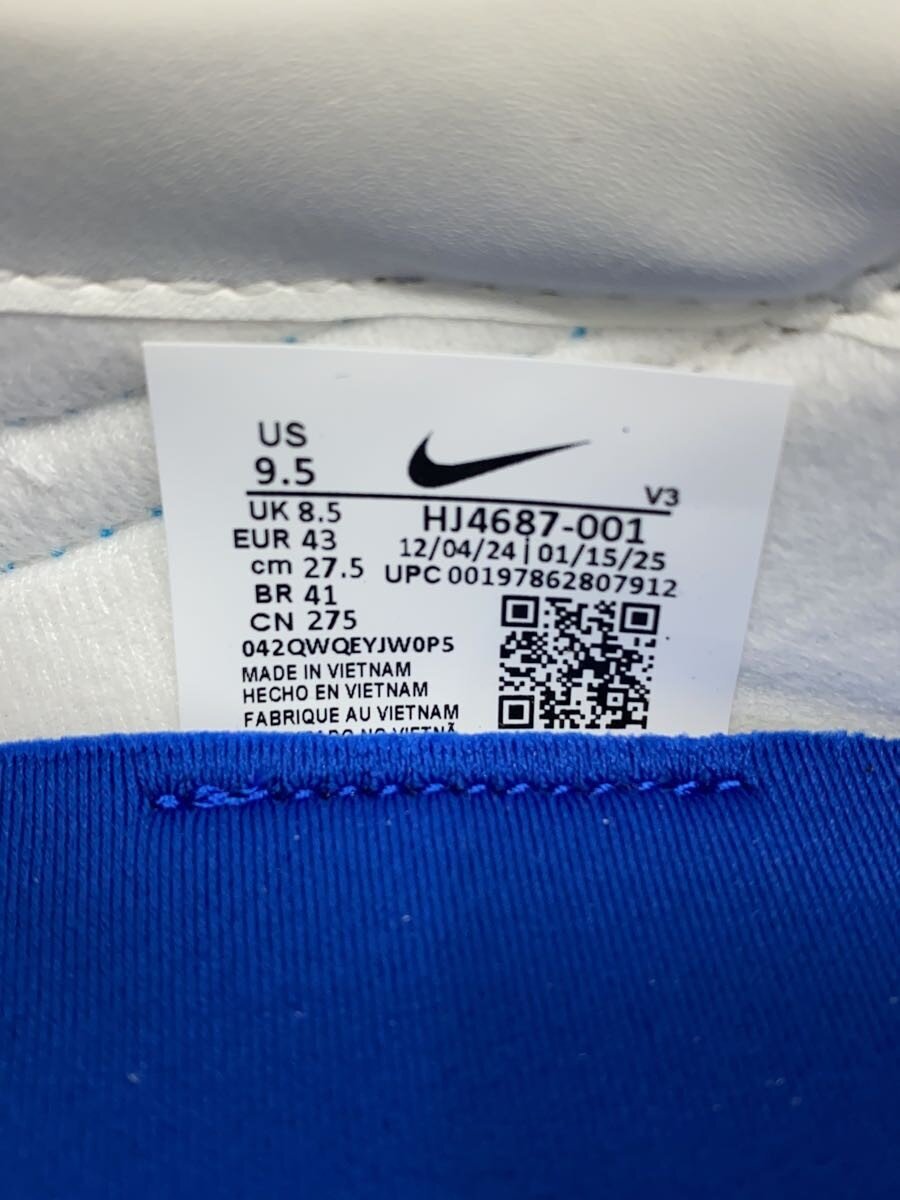 US
9.5
V3
UK 8.5
HJ4687-001
EUR 43
12/04/24 | 01/15/25
cm 27.5
UPC 00197862807912
BR 41
CN 275
042QWQEYJW0P5
MADE IN VIETNAM
HECHO EN VIETNAM
FABRIQUE AU VIETNAM